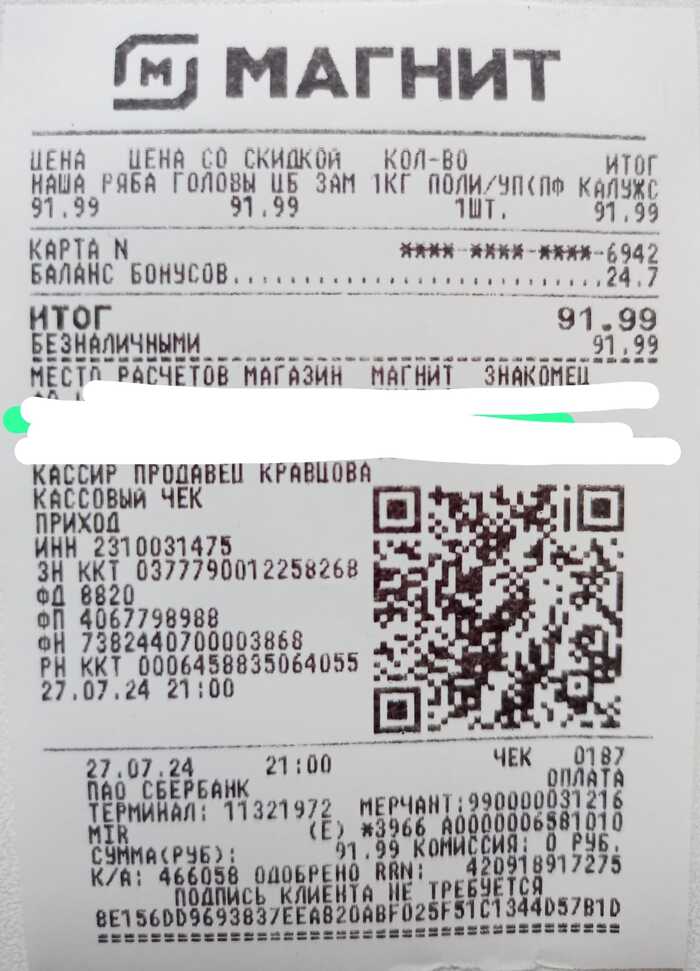 М МАГНИТ
ЦЕНА ЦЕНА СО СКИДКОЙ КОЛ-ВО ИТОГ
НАША РЯБА ГОЛОВЫ ЦБ ЗАМ 1КГ ПОЛИ/УП(ПФ КАЛУЖС
91.99 91.99 1ШТ. 91.99
КАРТА N ****-****-****-6942
БАЛАНС БОНУСОВ..........................24.7
ИТОГ 91.99
БЕЗНАЛИЧНЫМИ 91.99
МЕСТО РАСЧЕТОВ МАГАЗИН МАГНИТ ЗНАКОМЕЦ
КАССИР ПРОДАВЕЦ КРАВЦОВА
КАССОВЫЙ ЧЕК
ПРИХОД
ИНН 2310031475
ЗН ККТ 0377790012258268
ФД 8820
ФП 4067798988
ФН 7382440700003868
РН ККТ 0006458835064055
27.07.24 21:00
27.07.24 21:00 ЧЕК 0187
ПАО СБЕРБАНК ОПЛАТА
ТЕРМИНАЛ: 11321972 МЕРЧАНТ:990000031216
MIR (E) *3966 A0000006581010
СУММА(РУБ): 91.99 КОМИССИЯ: 0 РУБ.
К/А: 466058 ОДОБРЕНО RRN: 420918917275
ПОДПИСЬ КЛИЕНТА НЕ ТРЕБУЕТСЯ
8E156DD9693837EEA820ABF025F51C1344D57B1D